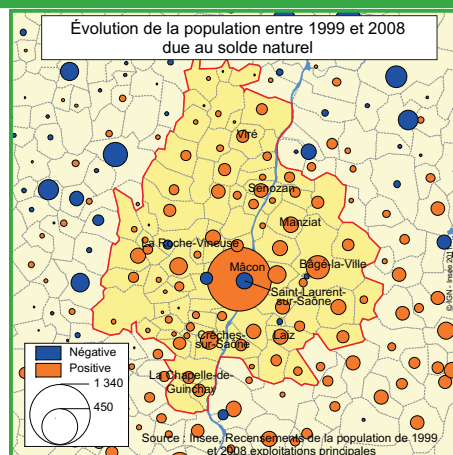 Évolution de la population entre 1999 et 2008
due au solde naturel
Viré
Senozan
Manziat
La Roche-Vineuse
Mâcon
Bâgé-la-Ville
Saint-Laurent-
sur-Saône
Crêches-
sur-Saône
Laiz
La Chapelle-de-
Guinchay
Négative
Positive
1 340
450
© IGN - Insee 201
Source : Insee, Recensements de la population de 1999
et 2008 exploitations principales